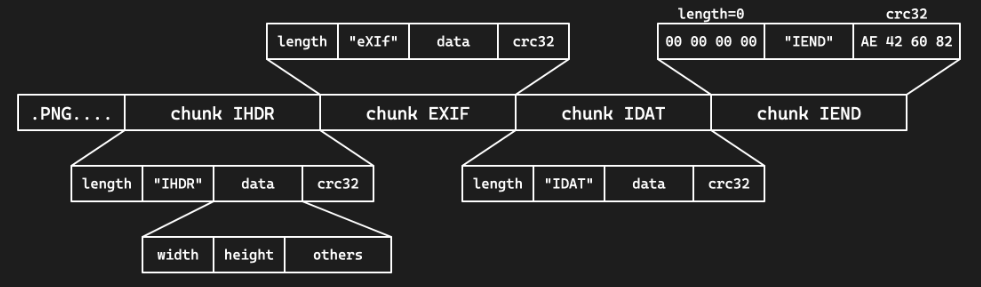 length=0 crc32
length "eXIf" data crc32 00 00 00 00 "IEND" AE 42 60 82
.PNG.... chunk IHDR chunk EXIF chunk IDAT chunk IEND
length "IHDR" data crc32 length "IDAT" data crc32
width height others